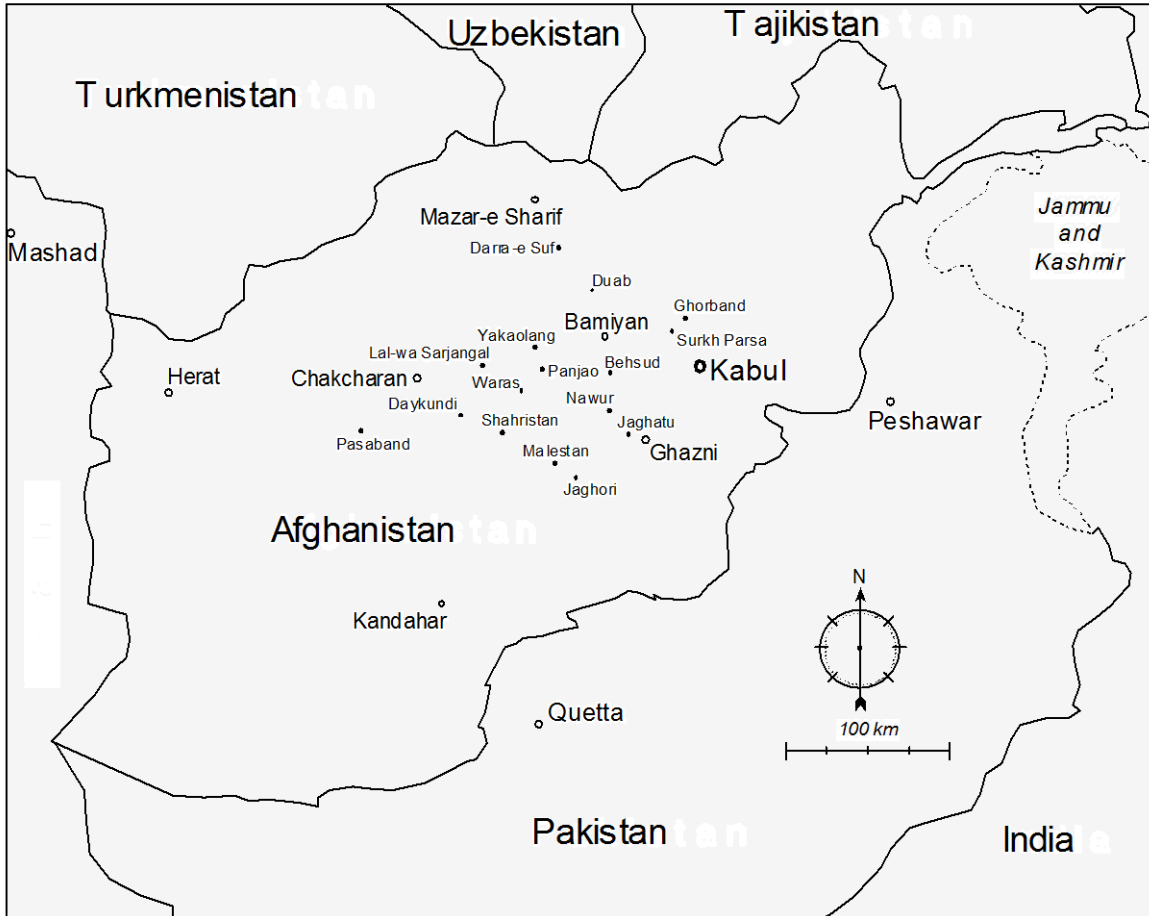 Uzbekistan
Tajikistan
Turkmenistan
Mazar-e Sharif
Mashad
Darra-e Suf
Jammu
and
Kashmir
Duab
Ghorband
Bamiyan
Surkh Parsa
Yakaolang
Lal-wa Sarjangal
Behsud
Kabul
Herat
Chakcharan
Panjao
Waras
Daykundi
Nawur
Peshawar
Shahristan
Jaghatu
Pasaband
Malestan
Ghazni
Jaghori
Afghanistan
N
Kandahar
Quetta
100 km
Pakistan
India